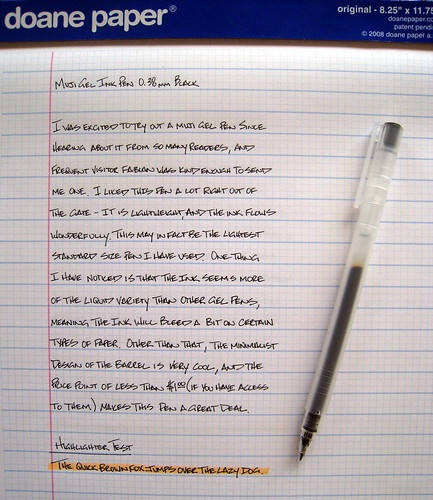 doane paper®
original - 8.25" x 11.75
doanepaper.co
patent pendi
© 2008 doane paper a.
MUJI GEL INK PEN 0.38mm BLACK
I WAS EXCITED TO TRY OUT A MUJI GEL PEN SINCE
HEARING ABOUT IT FROM SO MANY READERS, AND
FREQUENT VISITOR FABIAN WAS KIND ENOUGH TO SEND
ME ONE. I LIKED THIS PEN A LOT RIGHT OUT OF
THE GATE - IT IS LIGHTWEIGHT, AND THE INK FLOWS
WONDERFULLY. THIS MAY IN FACT BE THE LIGHTEST
STANDARD SIZE PEN I HAVE USED. ONE THING
I HAVE NOTICED IS THAT THE INK SEEMS MORE
OF THE LIQUID VARIETY THAN OTHER GEL PENS,
MEANING THE INK WILL BLEED A BIT ON CERTAIN
TYPES OF PAPER. OTHER THAN THAT, THE MINIMALIST
DESIGN OF THE BARREL IS VERY COOL, AND THE
PRICE POINT OF LESS THAN $1.00 (IF YOU HAVE ACCESS
TO THEM) MAKES THIS PEN A GREAT DEAL.
HIGHLIGHTER TEST
THE QUICK BROWN FOX JUMPS OVER THE LAZY DOG.